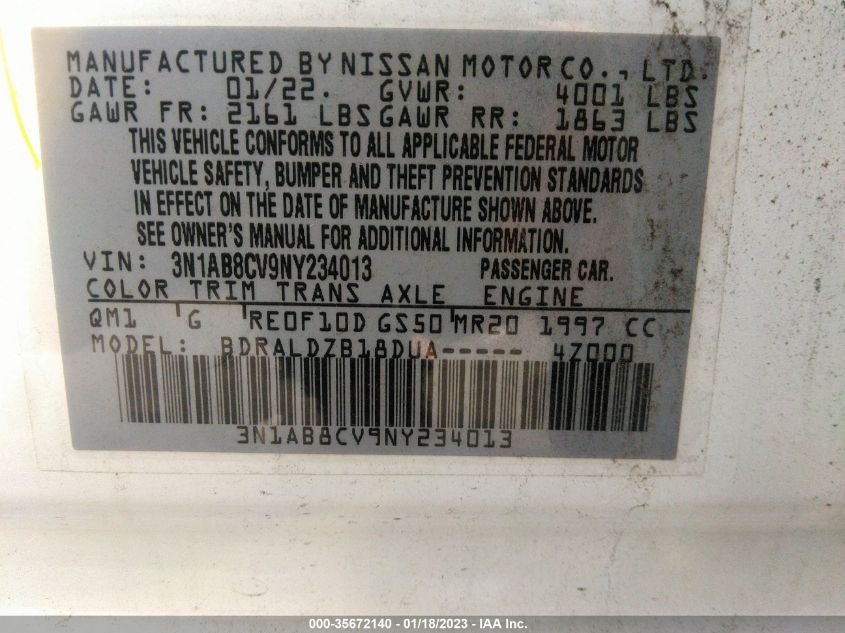 MANUFACTURED BY NISSAN MOTOR CO., LTD.
DATE: 01/22. GVWR: 4001 LBS
GAWR FR: 2161 LBS GAWR RR: 1863 LBS
THIS VEHICLE CONFORMS TO ALL APPLICABLE FEDERAL MOTOR
VEHICLE SAFETY, BUMPER AND THEFT PREVENTION STANDARDS
IN EFFECT ON THE DATE OF MANUFACTURE SHOWN ABOVE.
SEE OWNER'S MANUAL FOR ADDITIONAL INFORMATION.
VIN: 3N1AB8CV9NY234013 PASSENGER CAR.
COLOR TRIM TRANS AXLE ENGINE
QM1 G RE0F10D GS50 MR20 1997 CC
MODEL: BDRALDZB18DUA----- 4Z000
3N1AB8CV9NY234013
000-35672140 - 01/18/2023 - IAA Inc.